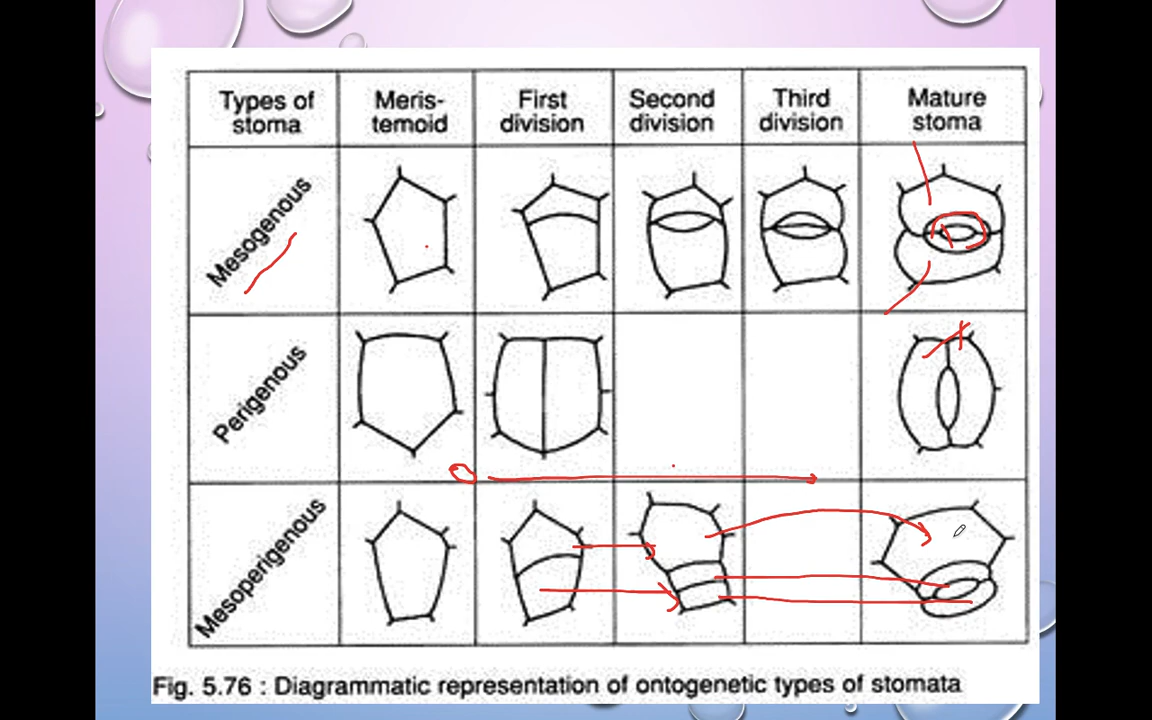 Types of
stoma
Meris-
temoid
First
division
Second
division
Third
division
Mature
stoma
Mesogenous
Perigenous
Mesoperigenous
Fig. 5.76 : Diagrammatic representation of ontogenetic types of stomata